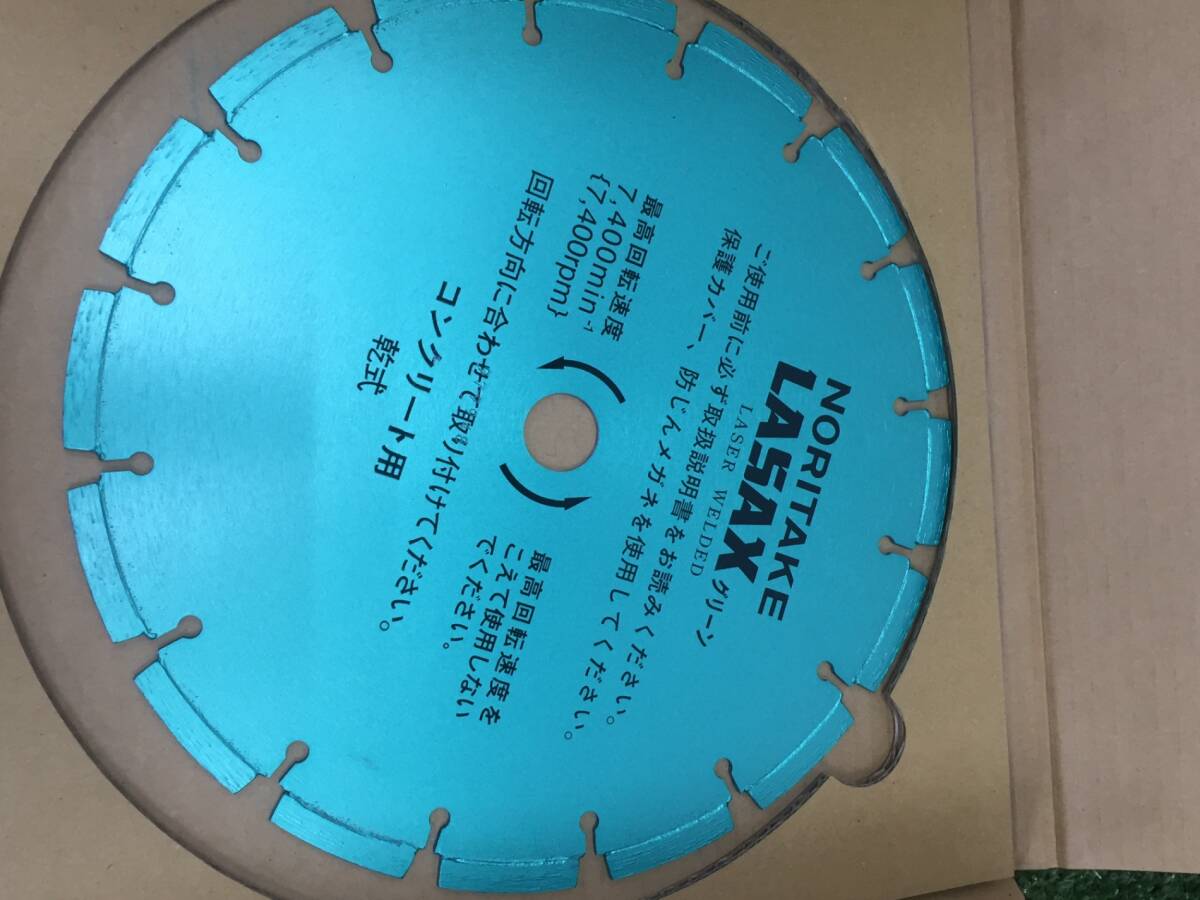 NORITAKE
LASAX グリーン
LASER WELDED
ご使用前に必ず取扱説明書をお読みください。
保護カバー、防じんメガネを使用してください。
最高回転速度
7,400min⁻¹
{7,400rpm}
最高回転速度を
こえて使用しない
でください。
回転方向に合わせて取り付けてください。
コンクリート用
乾式